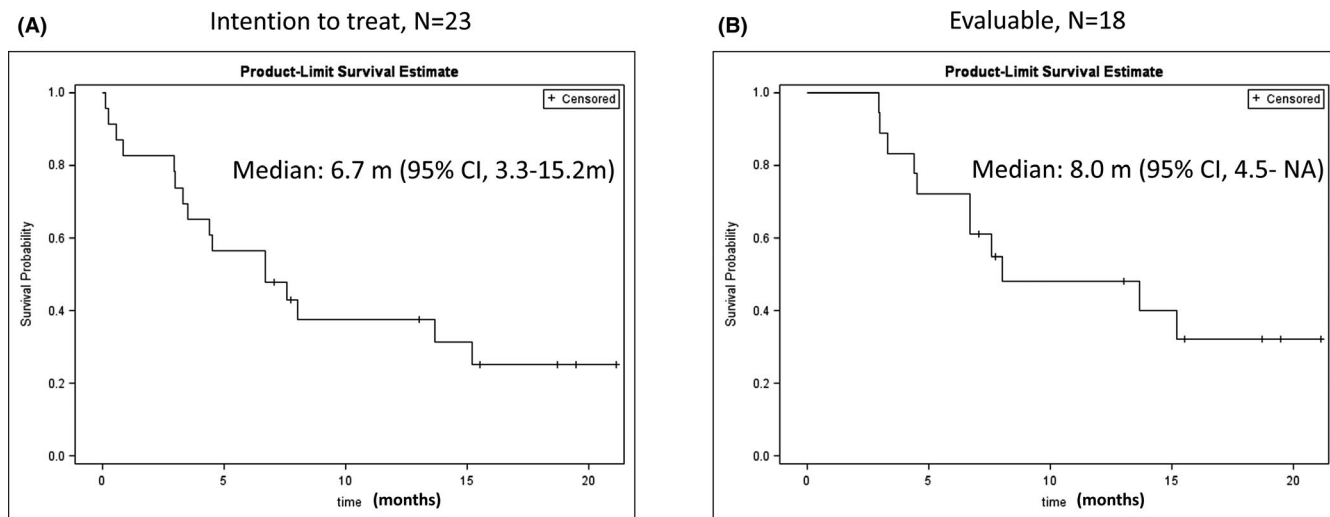 (A)
Intention to treat, N=23
Product-Limit Survival Estimate
+ Censored
Median: 6.7 m (95% CI, 3.3-15.2m)
Survival Probability
1.0
0.8
0.6
0.4
0.2
0.0
0 5 10 15 20
time (months)
(B)
Evaluable, N=18
Product-Limit Survival Estimate
+ Censored
Median: 8.0 m (95% CI, 4.5- NA)
Survival Probability
1.0
0.8
0.6
0.4
0.2
0.0
0 5 10 15 20
time (months)